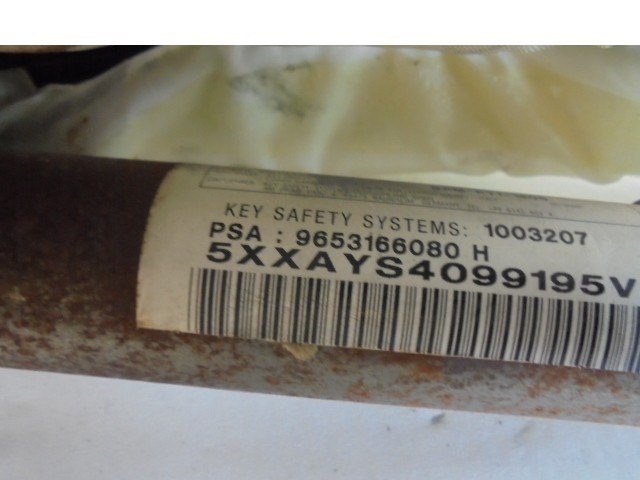 KEY SAFETY SYSTEMS: 1003207
PSA : 9653166080 H
5XXAYS4099195V